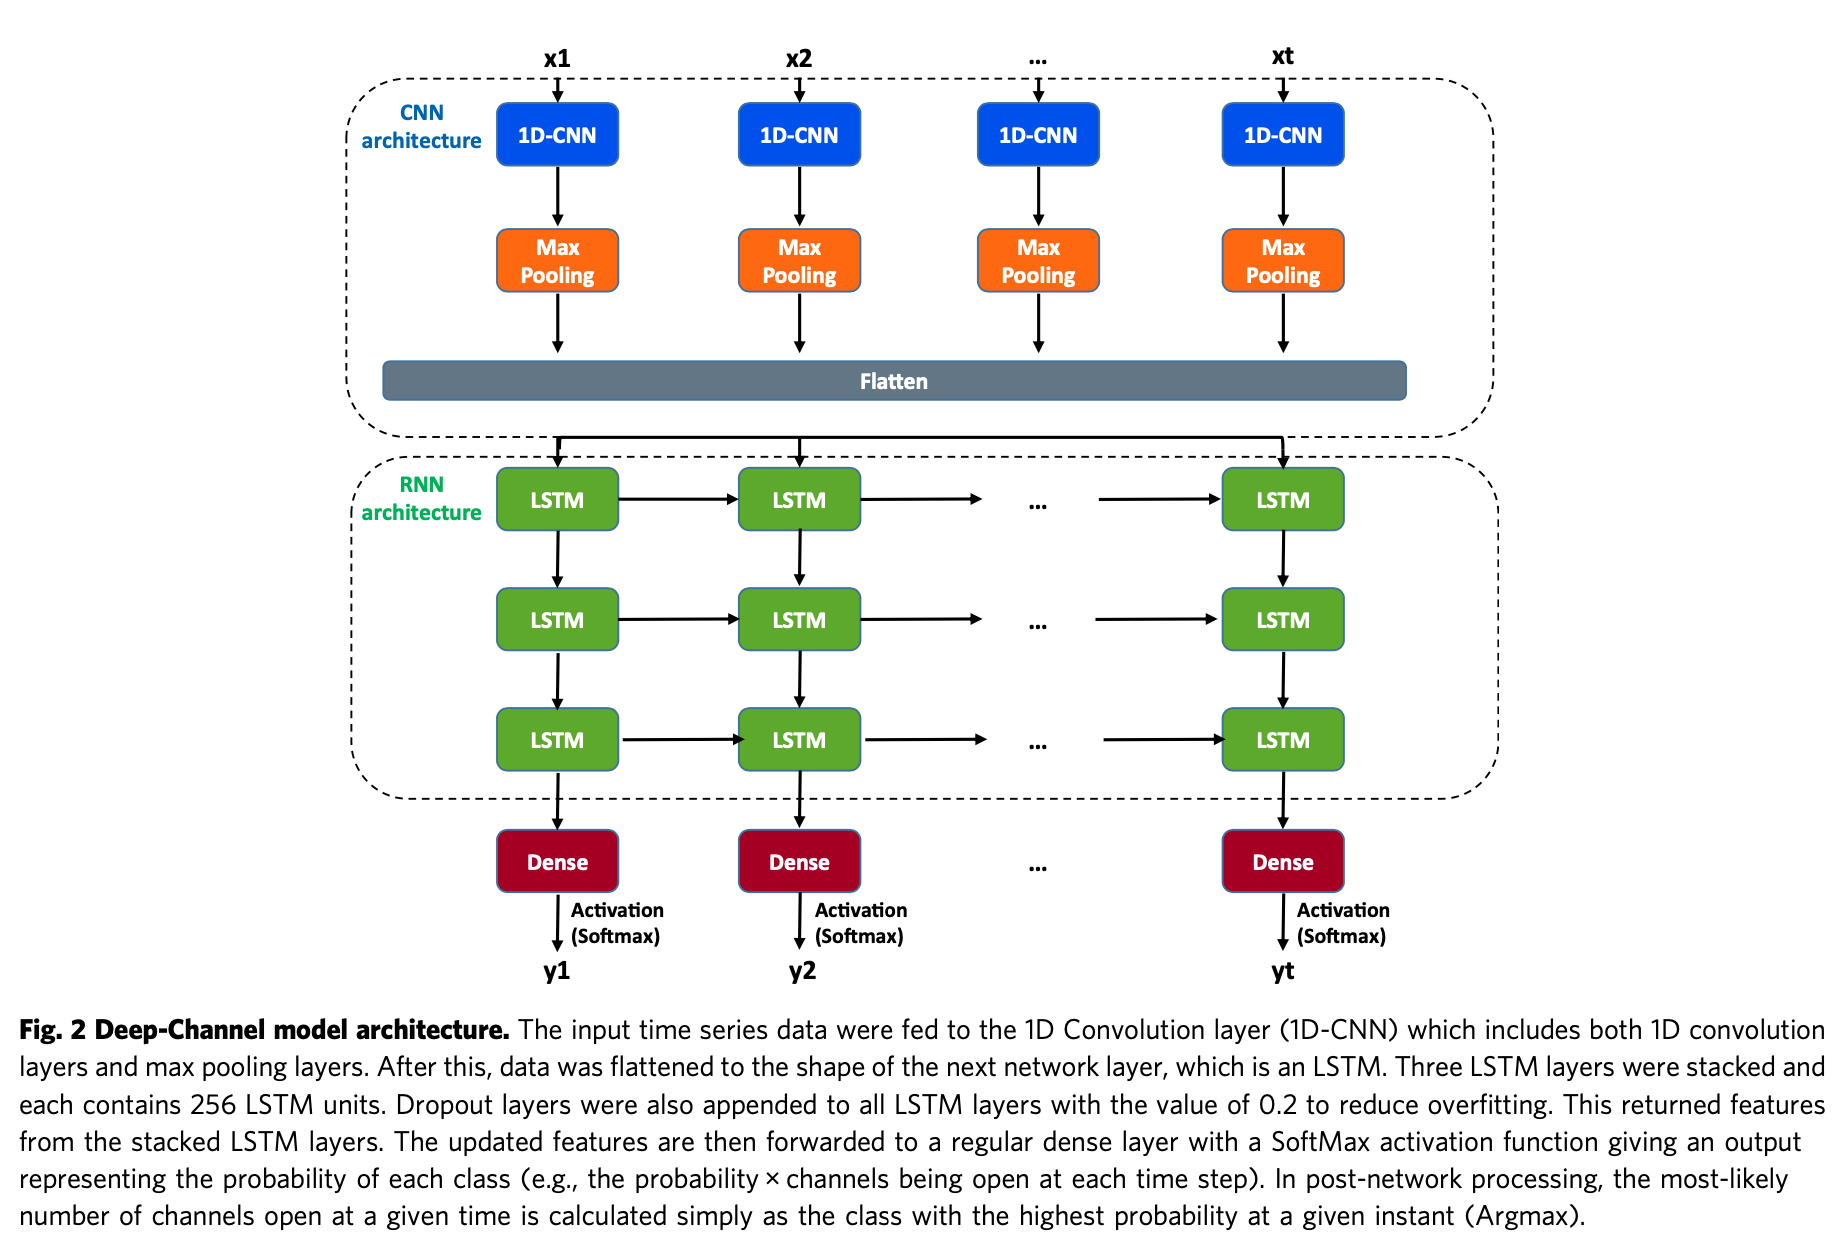 x1 x2 ... xt
CNN
architecture
1D-CNN 1D-CNN 1D-CNN 1D-CNN
Max
Pooling
Max
Pooling
Max
Pooling
Max
Pooling
Flatten
RNN
architecture
LSTM LSTM ... LSTM
LSTM LSTM ... LSTM
LSTM LSTM ... LSTM
Dense Dense ... Dense
Activation
(Softmax)
Activation
(Softmax)
Activation
(Softmax)
y1 y2 yt
Fig. 2 Deep-Channel model architecture. The input time series data were fed to the 1D Convolution layer (1D-CNN) which includes both 1D convolution
layers and max pooling layers. After this, data was flattened to the shape of the next network layer, which is an LSTM. Three LSTM layers were stacked and
each contains 256 LSTM units. Dropout layers were also appended to all LSTM layers with the value of 0.2 to reduce overfitting. This returned features
from the stacked LSTM layers. The updated features are then forwarded to a regular dense layer with a SoftMax activation function giving an output
representing the probability of each class (e.g., the probability × channels being open at each time step). In post-network processing, the most-likely
number of channels open at a given time is calculated simply as the class with the highest probability at a given instant (Argmax).